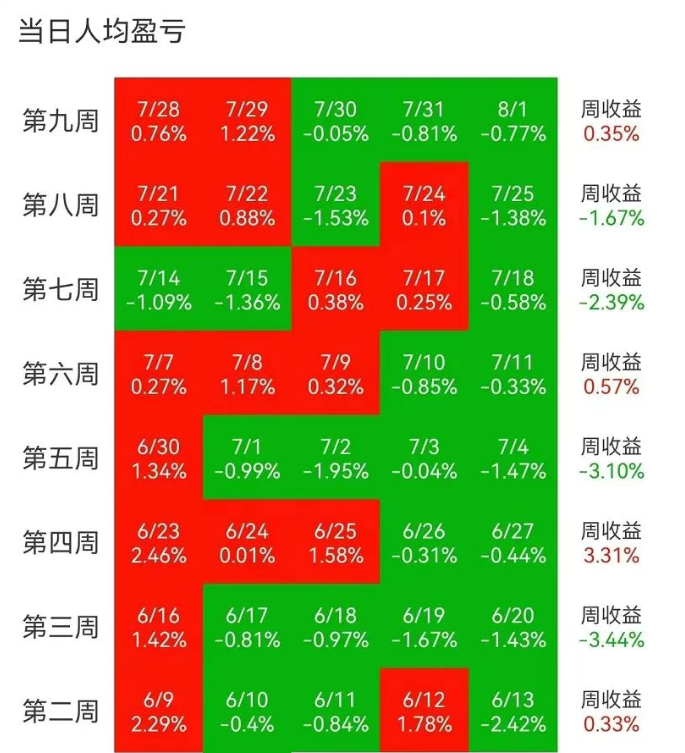 当日人均盈亏
第九周 7/28 7/29 7/30 7/31 8/1 周收益
0.76% 1.22% -0.05% -0.81% -0.77% 0.35%
第八周 7/21 7/22 7/23 7/24 7/25 周收益
0.27% 0.88% -1.53% 0.1% -1.38% -1.67%
第七周 7/14 7/15 7/16 7/17 7/18 周收益
-1.09% -1.36% 0.38% 0.25% -0.58% -2.39%
第六周 7/7 7/8 7/9 7/10 7/11 周收益
0.27% 1.17% 0.32% -0.85% -0.33% 0.57%
第五周 6/30 7/1 7/2 7/3 7/4 周收益
1.34% -0.99% -1.95% -0.04% -1.47% -3.10%
第四周 6/23 6/24 6/25 6/26 6/27 周收益
2.46% 0.01% 1.58% -0.31% -0.44% 3.31%
第三周 6/16 6/17 6/18 6/19 6/20 周收益
1.42% -0.81% -0.97% -1.67% -1.43% -3.44%
第二周 6/9 6/10 6/11 6/12 6/13 周收益
2.29% -0.4% -0.84% 1.78% -2.42% 0.33%